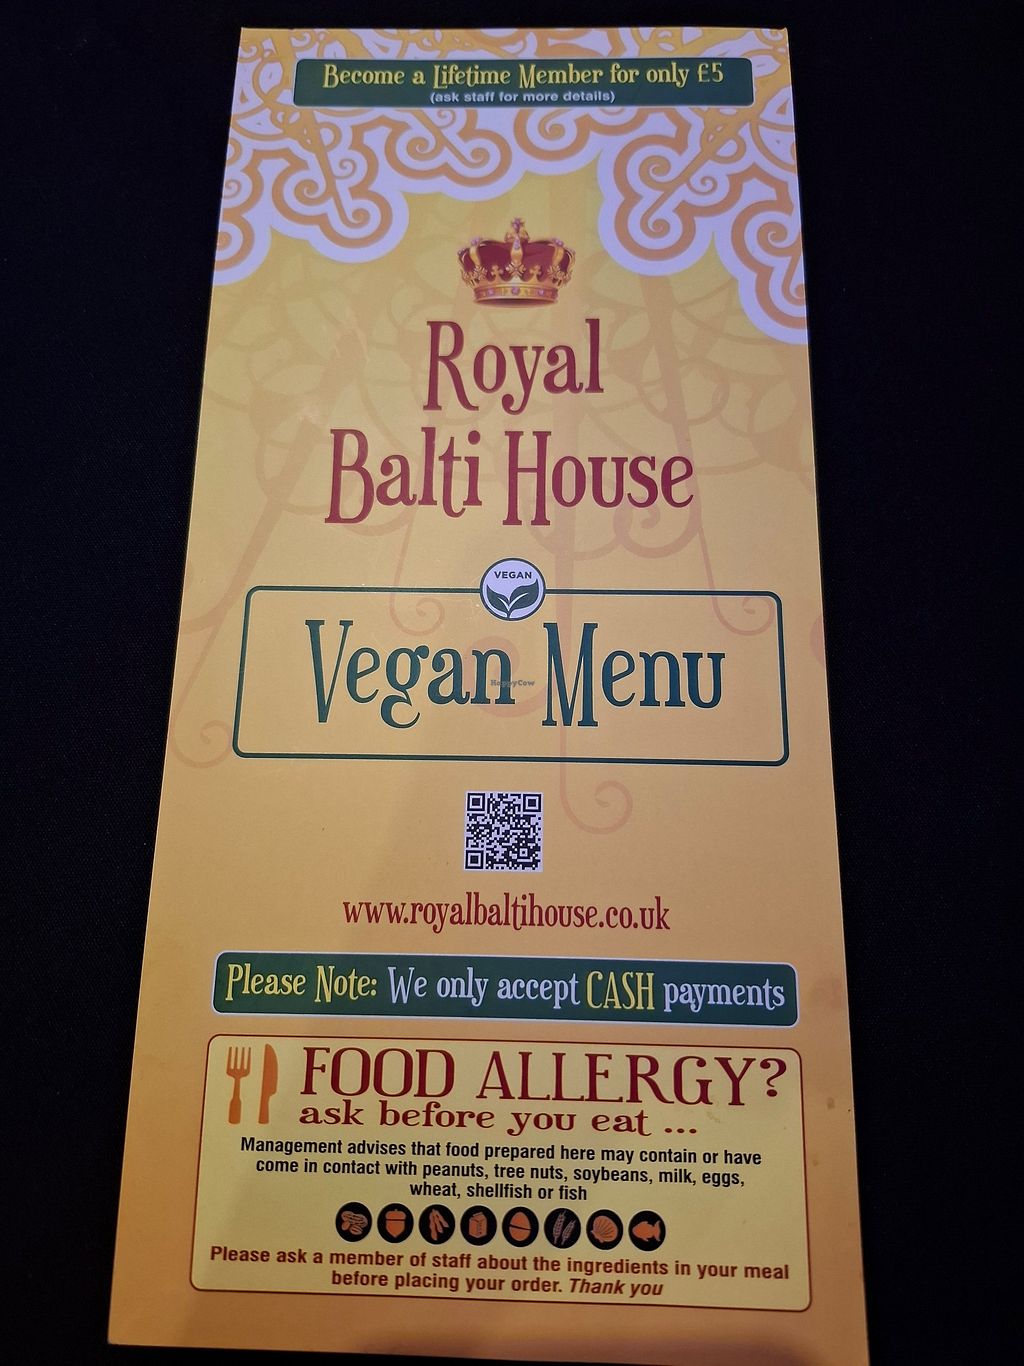 Become a Lifetime Member for only £5
(ask staff for more details)
Royal
Balti House
VEGAN
Vegan Menu
HappyCow
www.royalbaltihouse.co.uk
Please Note: We only accept CASH payments
FOOD ALLERGY?
ask before you eat ...
Management advises that food prepared here may contain or have
come in contact with peanuts, tree nuts, soybeans, milk, eggs,
wheat, shellfish or fish
Please ask a member of staff about the ingredients in your meal
before placing your order. Thank you